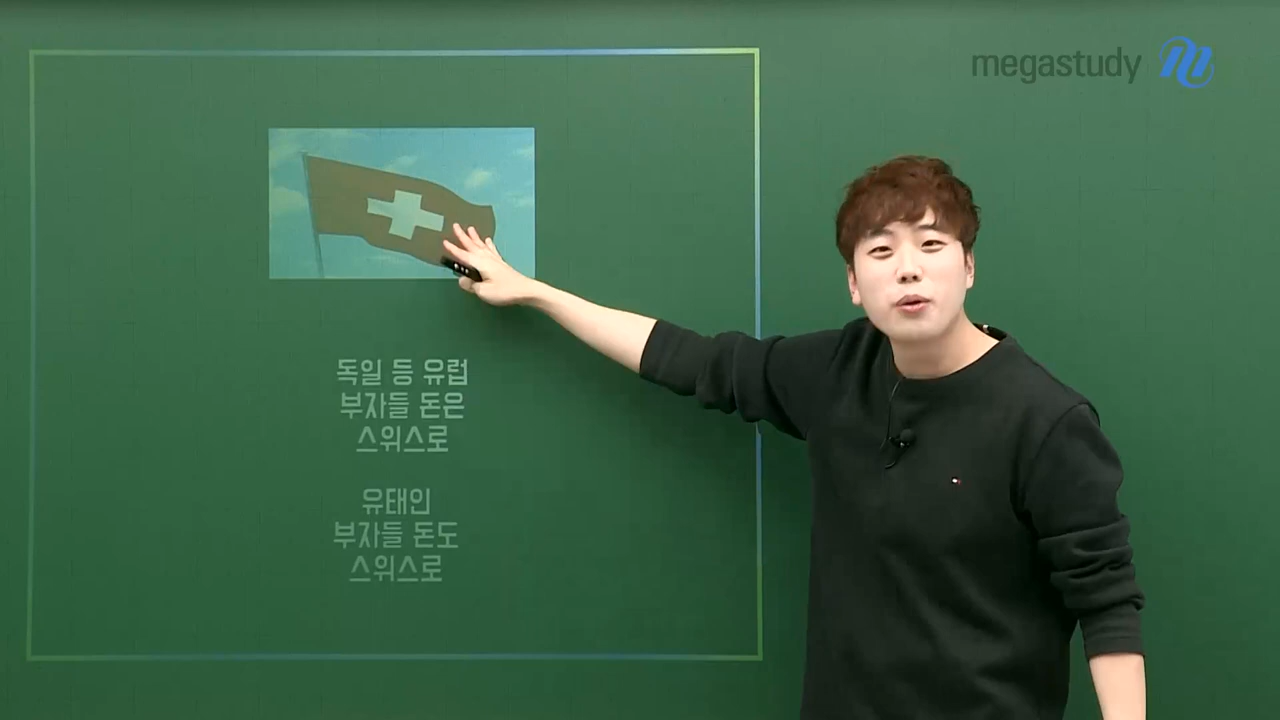 megastudy
독일 등 유럽
부자들 돈은
스위스로
유태인
부자들 돈도
스위스로